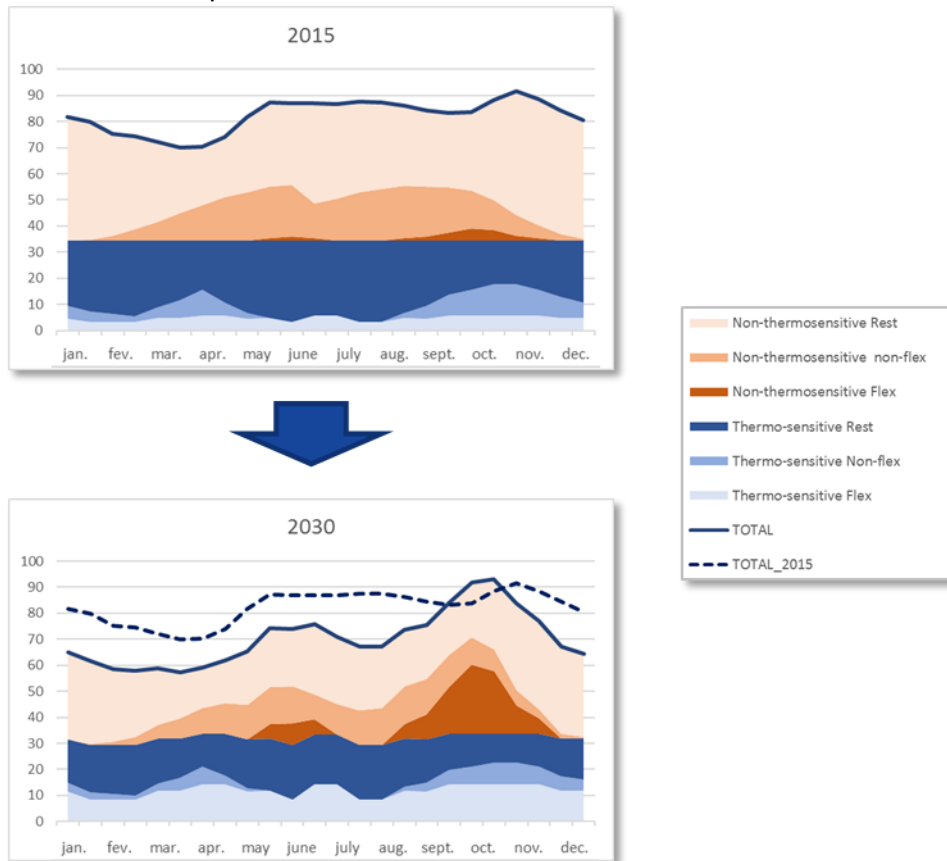 2015
100
90
80
70
60
50
40
30
20
10
0
jan. fev. mar. apr. may june july aug. sept. oct. nov. dec.
Non-thermosensitive Rest
Non-thermosensitive non-flex
Non-thermosensitive Flex
Thermo-sensitive Rest
Thermo-sensitive Non-flex
Thermo-sensitive Flex
TOTAL
TOTAL_2015
2030
100
90
80
70
60
50
40
30
20
10
0
jan. fev. mar. apr. may june july aug. sept. oct. nov. dec.